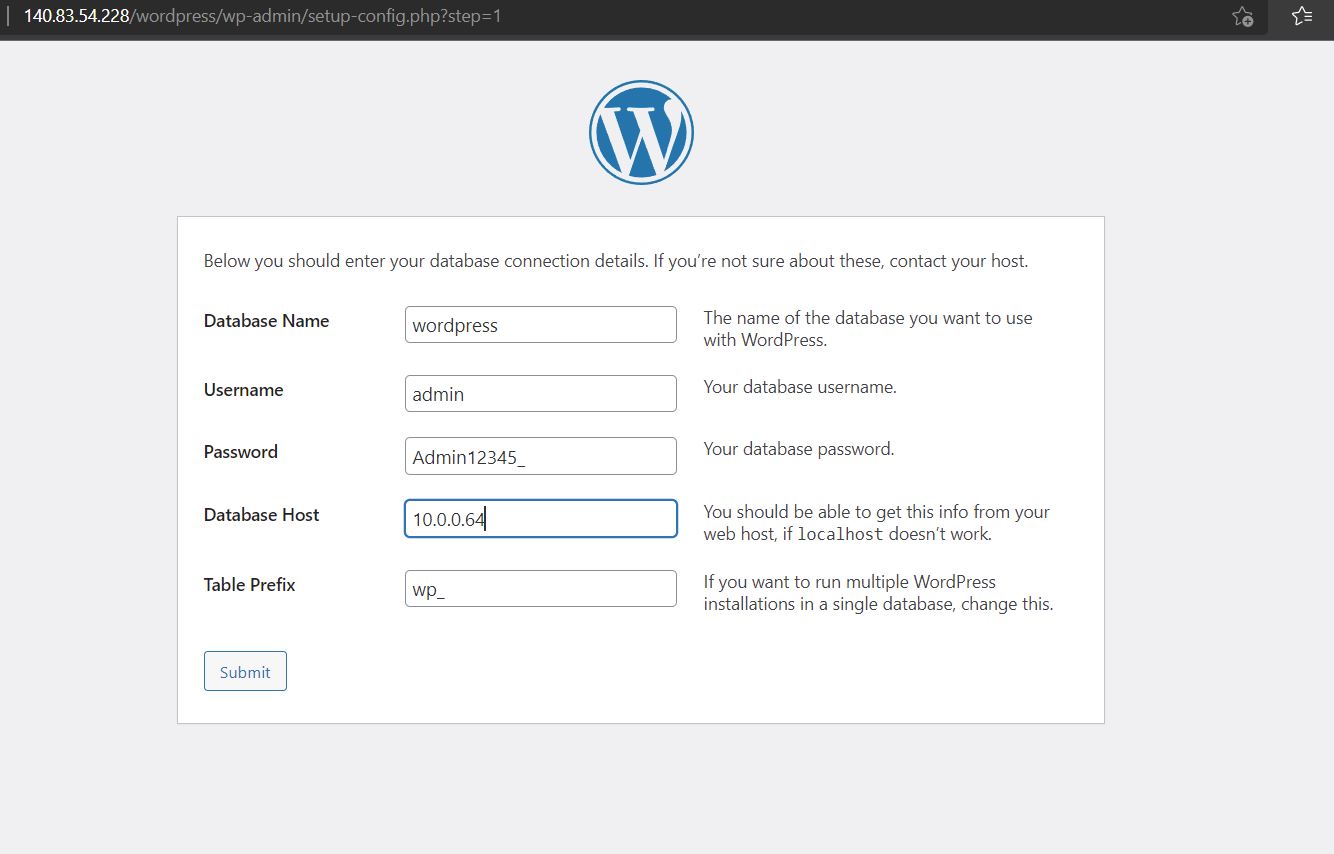 140.83.54.228/wordpress/wp-admin/setup-config.php?step=1
W
Below you should enter your database connection details. If you’re not sure about these, contact your host.
Database Name
wordpress
The name of the database you want to use
with WordPress.
Username
admin
Your database username.
Password
Admin12345_
Your database password.
Database Host
10.0.0.64
You should be able to get this info from your
web host, if localhost doesn’t work.
Table Prefix
wp_
If you want to run multiple WordPress
installations in a single database, change this.
Submit